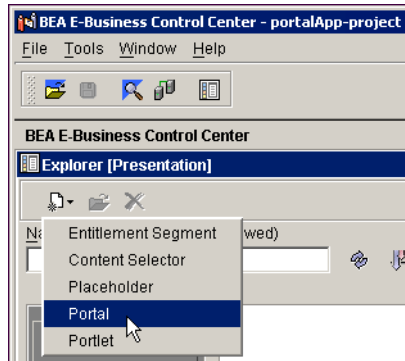 BEA E-Business Control Center - portalApp-project
File Tools Window Help
BEA E-Business Control Center
Explorer [Presentation]
wed)
Entitlement Segment
Content Selector
Placeholder
Portal
Portlet